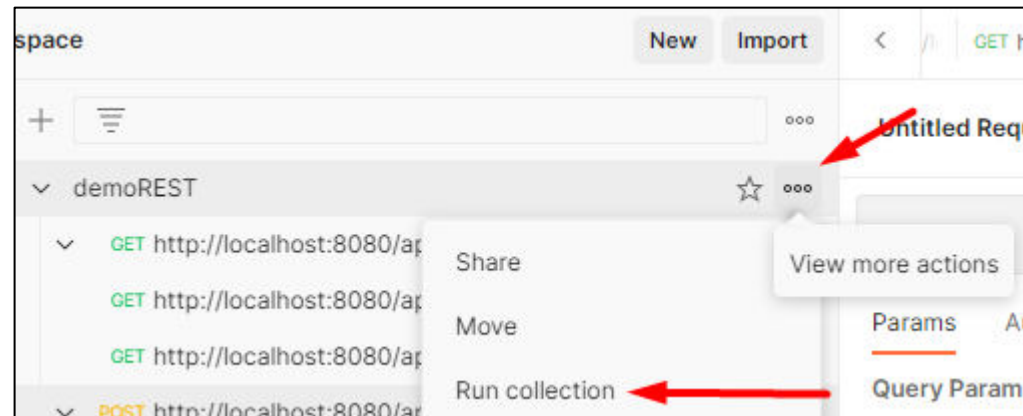 space New Import GET
Untitled Req
demoREST
GET http://localhost:8080/ap
Share
View more actions
GET http://localhost:8080/ap
Move
Params
GET http://localhost:8080/ap
Run collection
Query Param
POST http://localhost:8080/ap